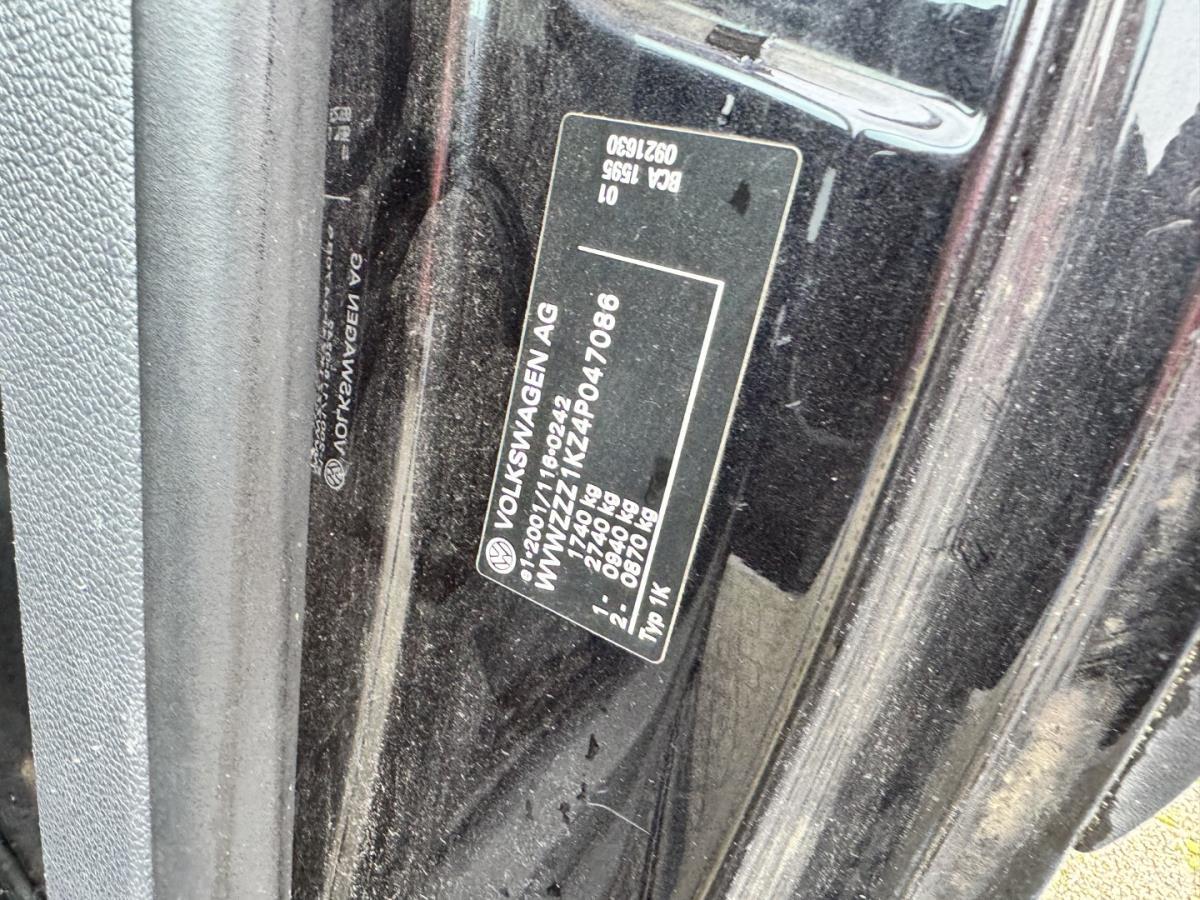 VOLKSWAGEN AG
e1*2001/116*0242
WVWZZZ1KZ4P047086
1740 kg
2740 kg
1- 0940 kg
2- 0870 kg
Typ 1K
01
BCA 1595
0921630
VOLKSWAGEN AG